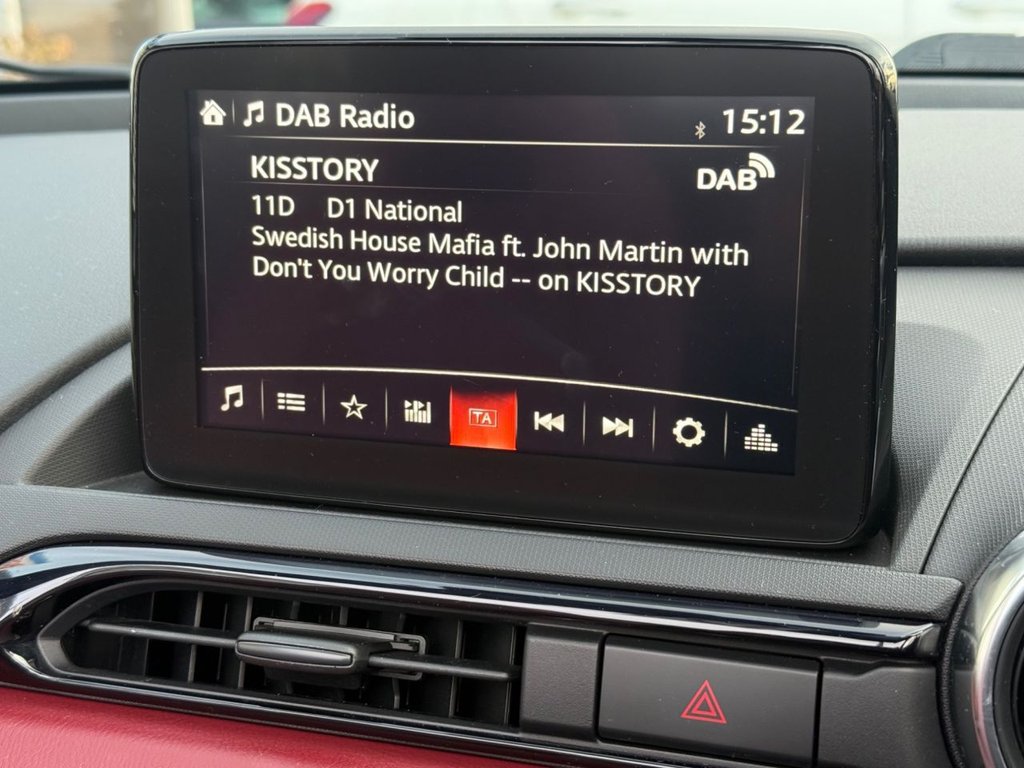 DAB Radio 15:12
KISSTORY DAB
11D D1 National
Swedish House Mafia ft. John Martin with
Don't You Worry Child -- on KISSTORY
TA